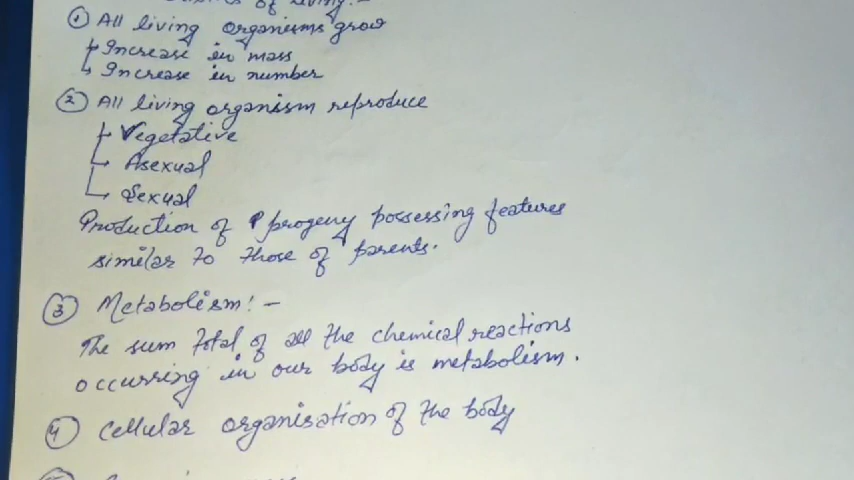 of living:-
① All living organisms grow
Increase in mass
Increase in number
② All living organism reproduce
Vegetative
Asexual
Sexual
Production of progeny possessing features
similar to those of parents.
③ Metabolism! -
The sum total of all the chemical reactions
occurring in our body is metabolism.
④ Cellular organisation of the body